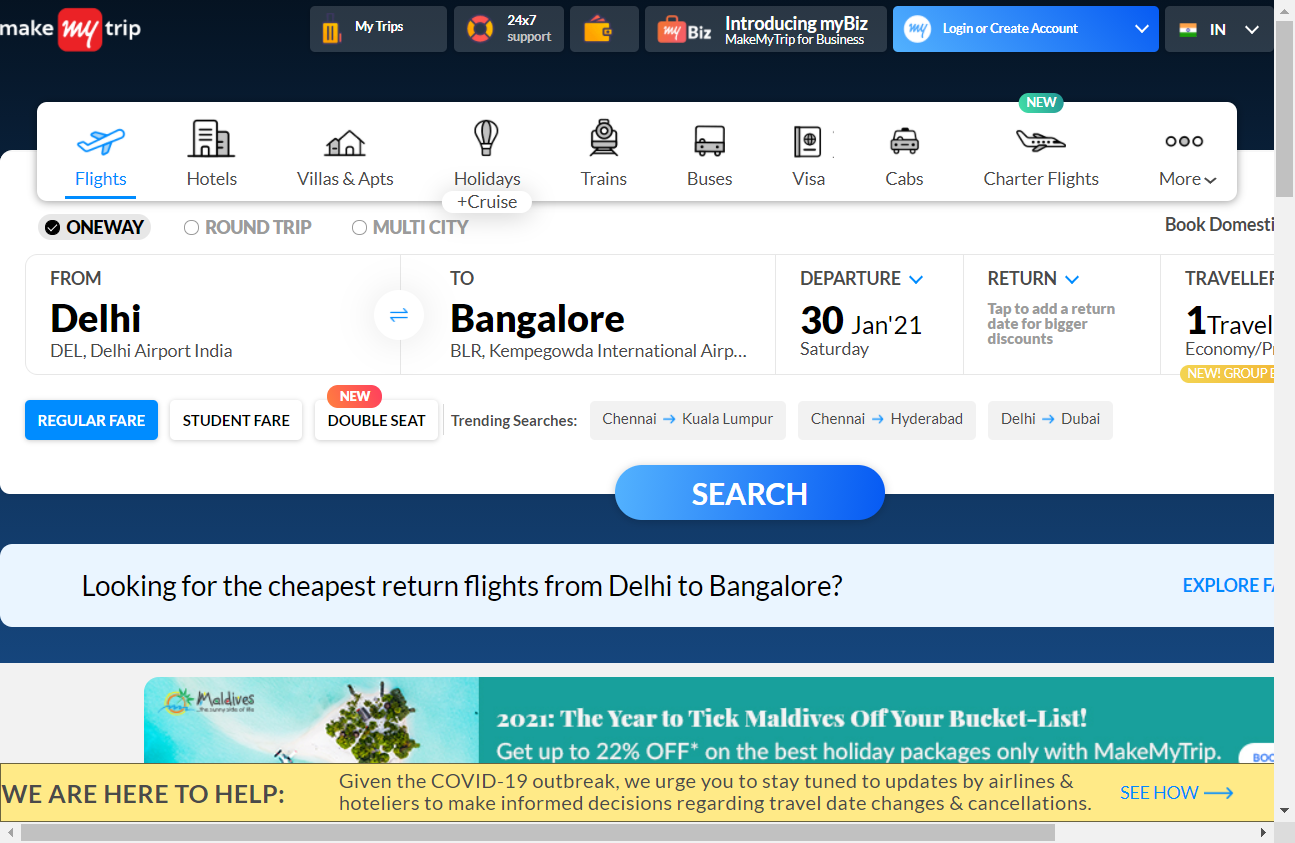 make my trip
My Trips
24x7
support
my Biz
Introducing myBiz
MakeMyTrip for Business
my
Login or Create Account
IN
NEW
Flights
Hotels
Villas & Apts
Holidays
Trains
Buses
Visa
Cabs
Charter Flights
More
+Cruise
ONEWAY
ROUND TRIP
MULTI CITY
Book Domesti
FROM
Delhi
DEL, Delhi Airport India
TO
Bangalore
BLR, Kempegowda International Airp...
DEPARTURE
30 Jan'21
Saturday
RETURN
Tap to add a return
date for bigger
discounts
TRAVELLER
1Travel
Economy/P
NEW! GROUP
REGULAR FARE
STUDENT FARE
NEW
DOUBLE SEAT
Trending Searches:
Chennai → Kuala Lumpur
Chennai → Hyderabad
Delhi → Dubai
SEARCH
Looking for the cheapest return flights from Delhi to Bangalore?
EXPLORE FA
Maldives
...the sunny side of life
2021: The Year to Tick Maldives Off Your Bucket-List!
Get up to 22% OFF* on the best holiday packages only with MakeMyTrip.
BOO
WE ARE HERE TO HELP:
Given the COVID-19 outbreak, we urge you to stay tuned to updates by airlines &
hoteliers to make informed decisions regarding travel date changes & cancellations.
SEE HOW